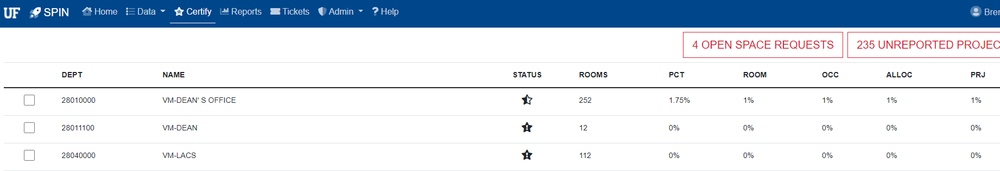 UF SPIN Home Data Certify Reports Tickets Admin Help Bren
4 OPEN SPACE REQUESTS 235 UNREPORTED PROJEC
DEPT NAME STATUS ROOMS PCT ROOM OCC ALLOC PRJ
28010000 VM-DEAN' S OFFICE 252 1.75% 1% 1% 1% 1%
28011100 VM-DEAN 12 0% 0% 0% 0% 0%
28040000 VM-LACS 112 0% 0% 0% 0% 0%